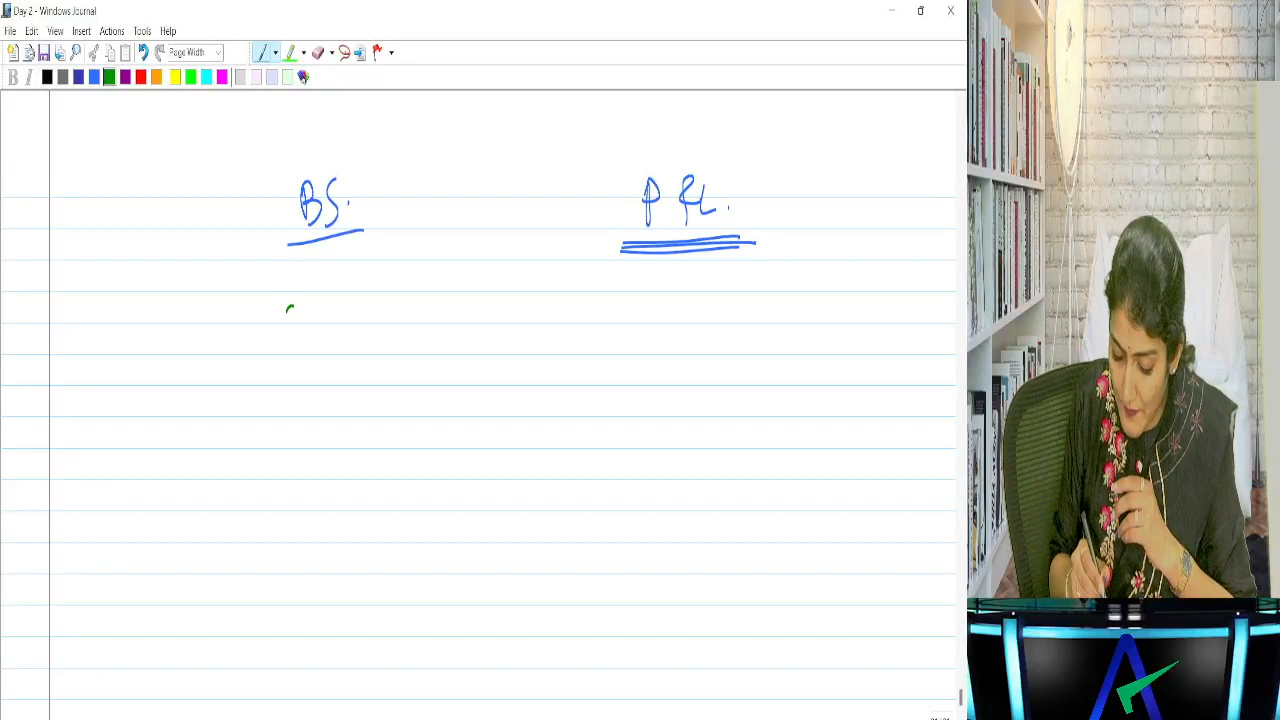 Day 2 - Windows Journal
File Edit View Insert Actions Tools Help
Page Width
B I
BS. P & L.